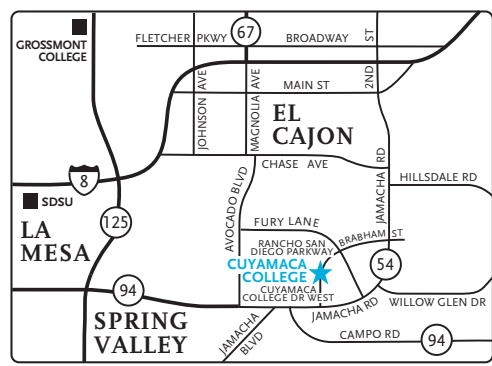 GROSSMONT
COLLEGE
FLETCHER PKWY
67
BROADWAY
2ND ST
JOHNSON AVE
MAGNOLIA AVE
MAIN ST
EL
CAJON
CHASE AVE
JAMACHA RD
8
SDSU
HILLSDALE RD
LA
MESA
125
AVOCADO BLVD
FURY LANE
RANCHO SAN
DIEGO PARKWAY
BRABHAM ST
CUYAMACA
COLLEGE
54
CUYAMACA
COLLEGE DR WEST
94
JAMACHA RD
WILLOW GLEN DR
SPRING
VALLEY
JAMACHA
BLVD
CAMPO RD
94